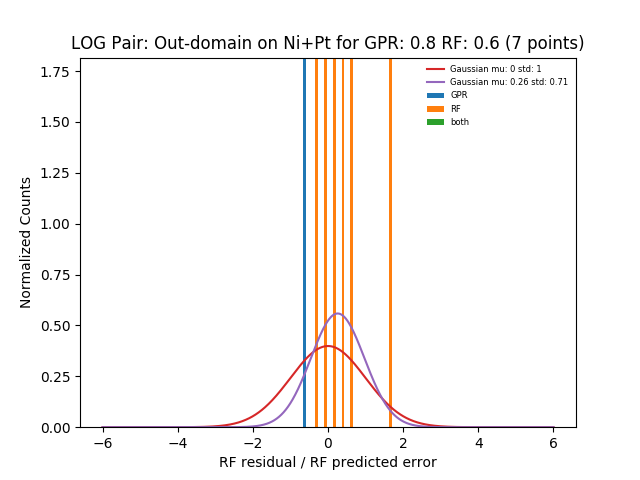 LOG Pair: Out-domain on Ni+Pt for GPR: 0.8 RF: 0.6 (7 points)
Gaussian mu: 0 std: 1
Gaussian mu: 0.26 std: 0.71
GPR
RF
both
Normalized Counts
1.75
1.50
1.25
1.00
0.75
0.50
0.25
0.00
−6 −4 −2 0 2 4 6
RF residual / RF predicted error